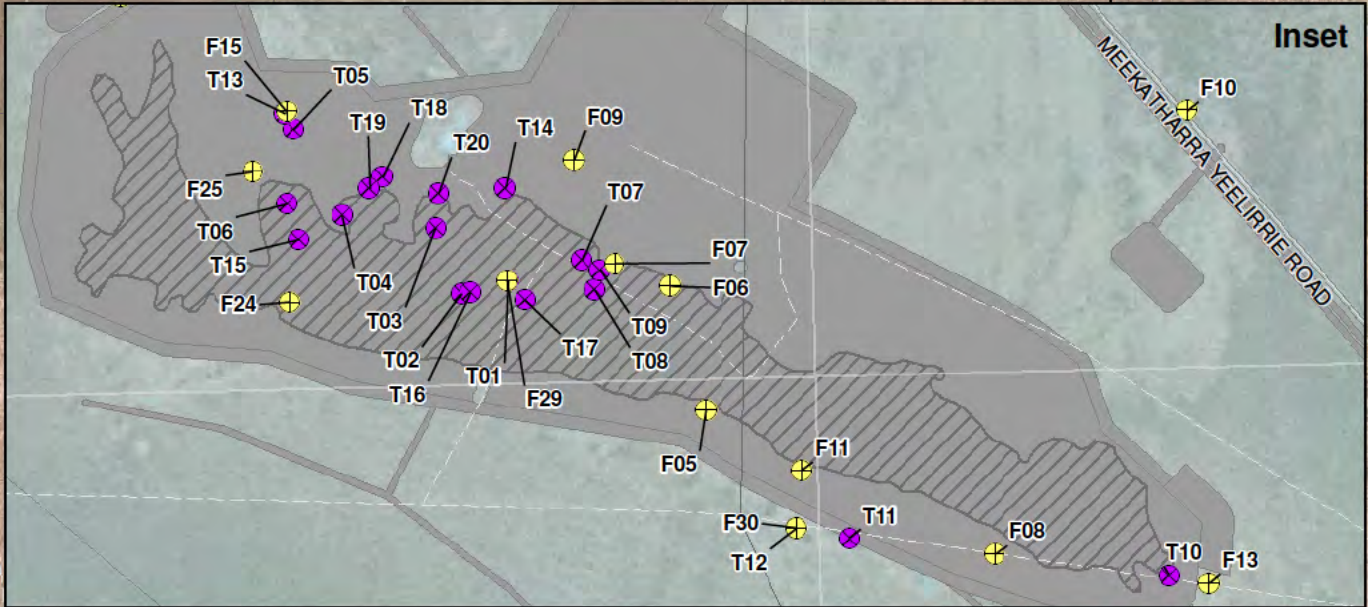 Inset
MEEKATHARRA YEELIRRIE ROAD
F15
T13
T05
T18
T19
T20
T14
F09
F10
F25
T07
T06
T15
F07
F06
F24
T04
T03
T09
T02
T17
T08
T16
T01
F29
F05
F11
F30
T11
T12
F08
T10
F13